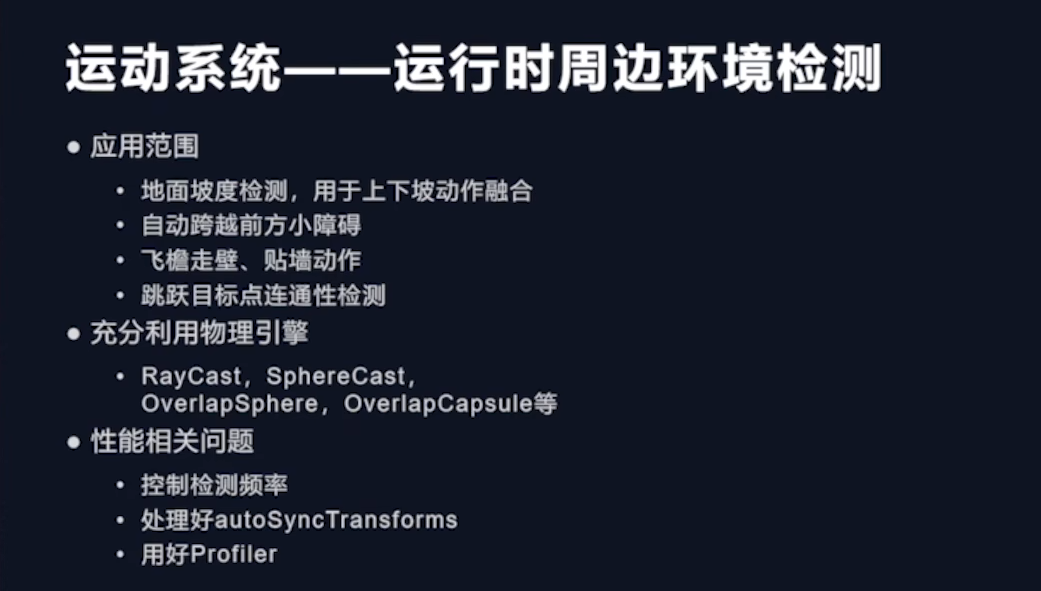 运动系统——运行时周边环境检测
● 应用范围
• 地面坡度检测，用于上下坡动作融合
• 自动跨越前方小障碍
• 飞檐走壁、贴墙动作
• 跳跃目标点连通性检测
● 充分利用物理引擎
• RayCast，SphereCast，
OverlapSphere，OverlapCapsule等
● 性能相关问题
• 控制检测频率
• 处理好autoSyncTransforms
• 用好Profiler